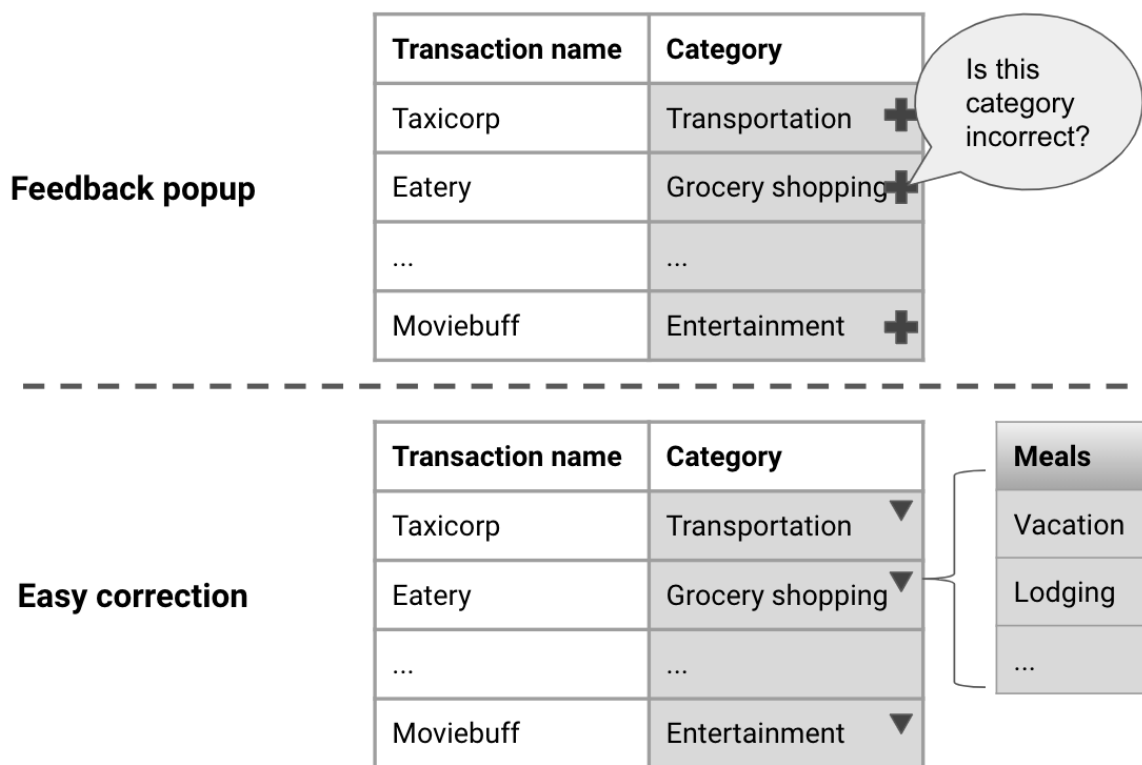 Transaction name Category
Is this
category
incorrect?
Taxicorp Transportation
Feedback popup
Eatery Grocery shopping
... ...
Moviebuff Entertainment
Transaction name Category
Meals
Taxicorp Transportation
Vacation
Easy correction
Eatery Grocery shopping
Lodging
... ...
...
Moviebuff Entertainment